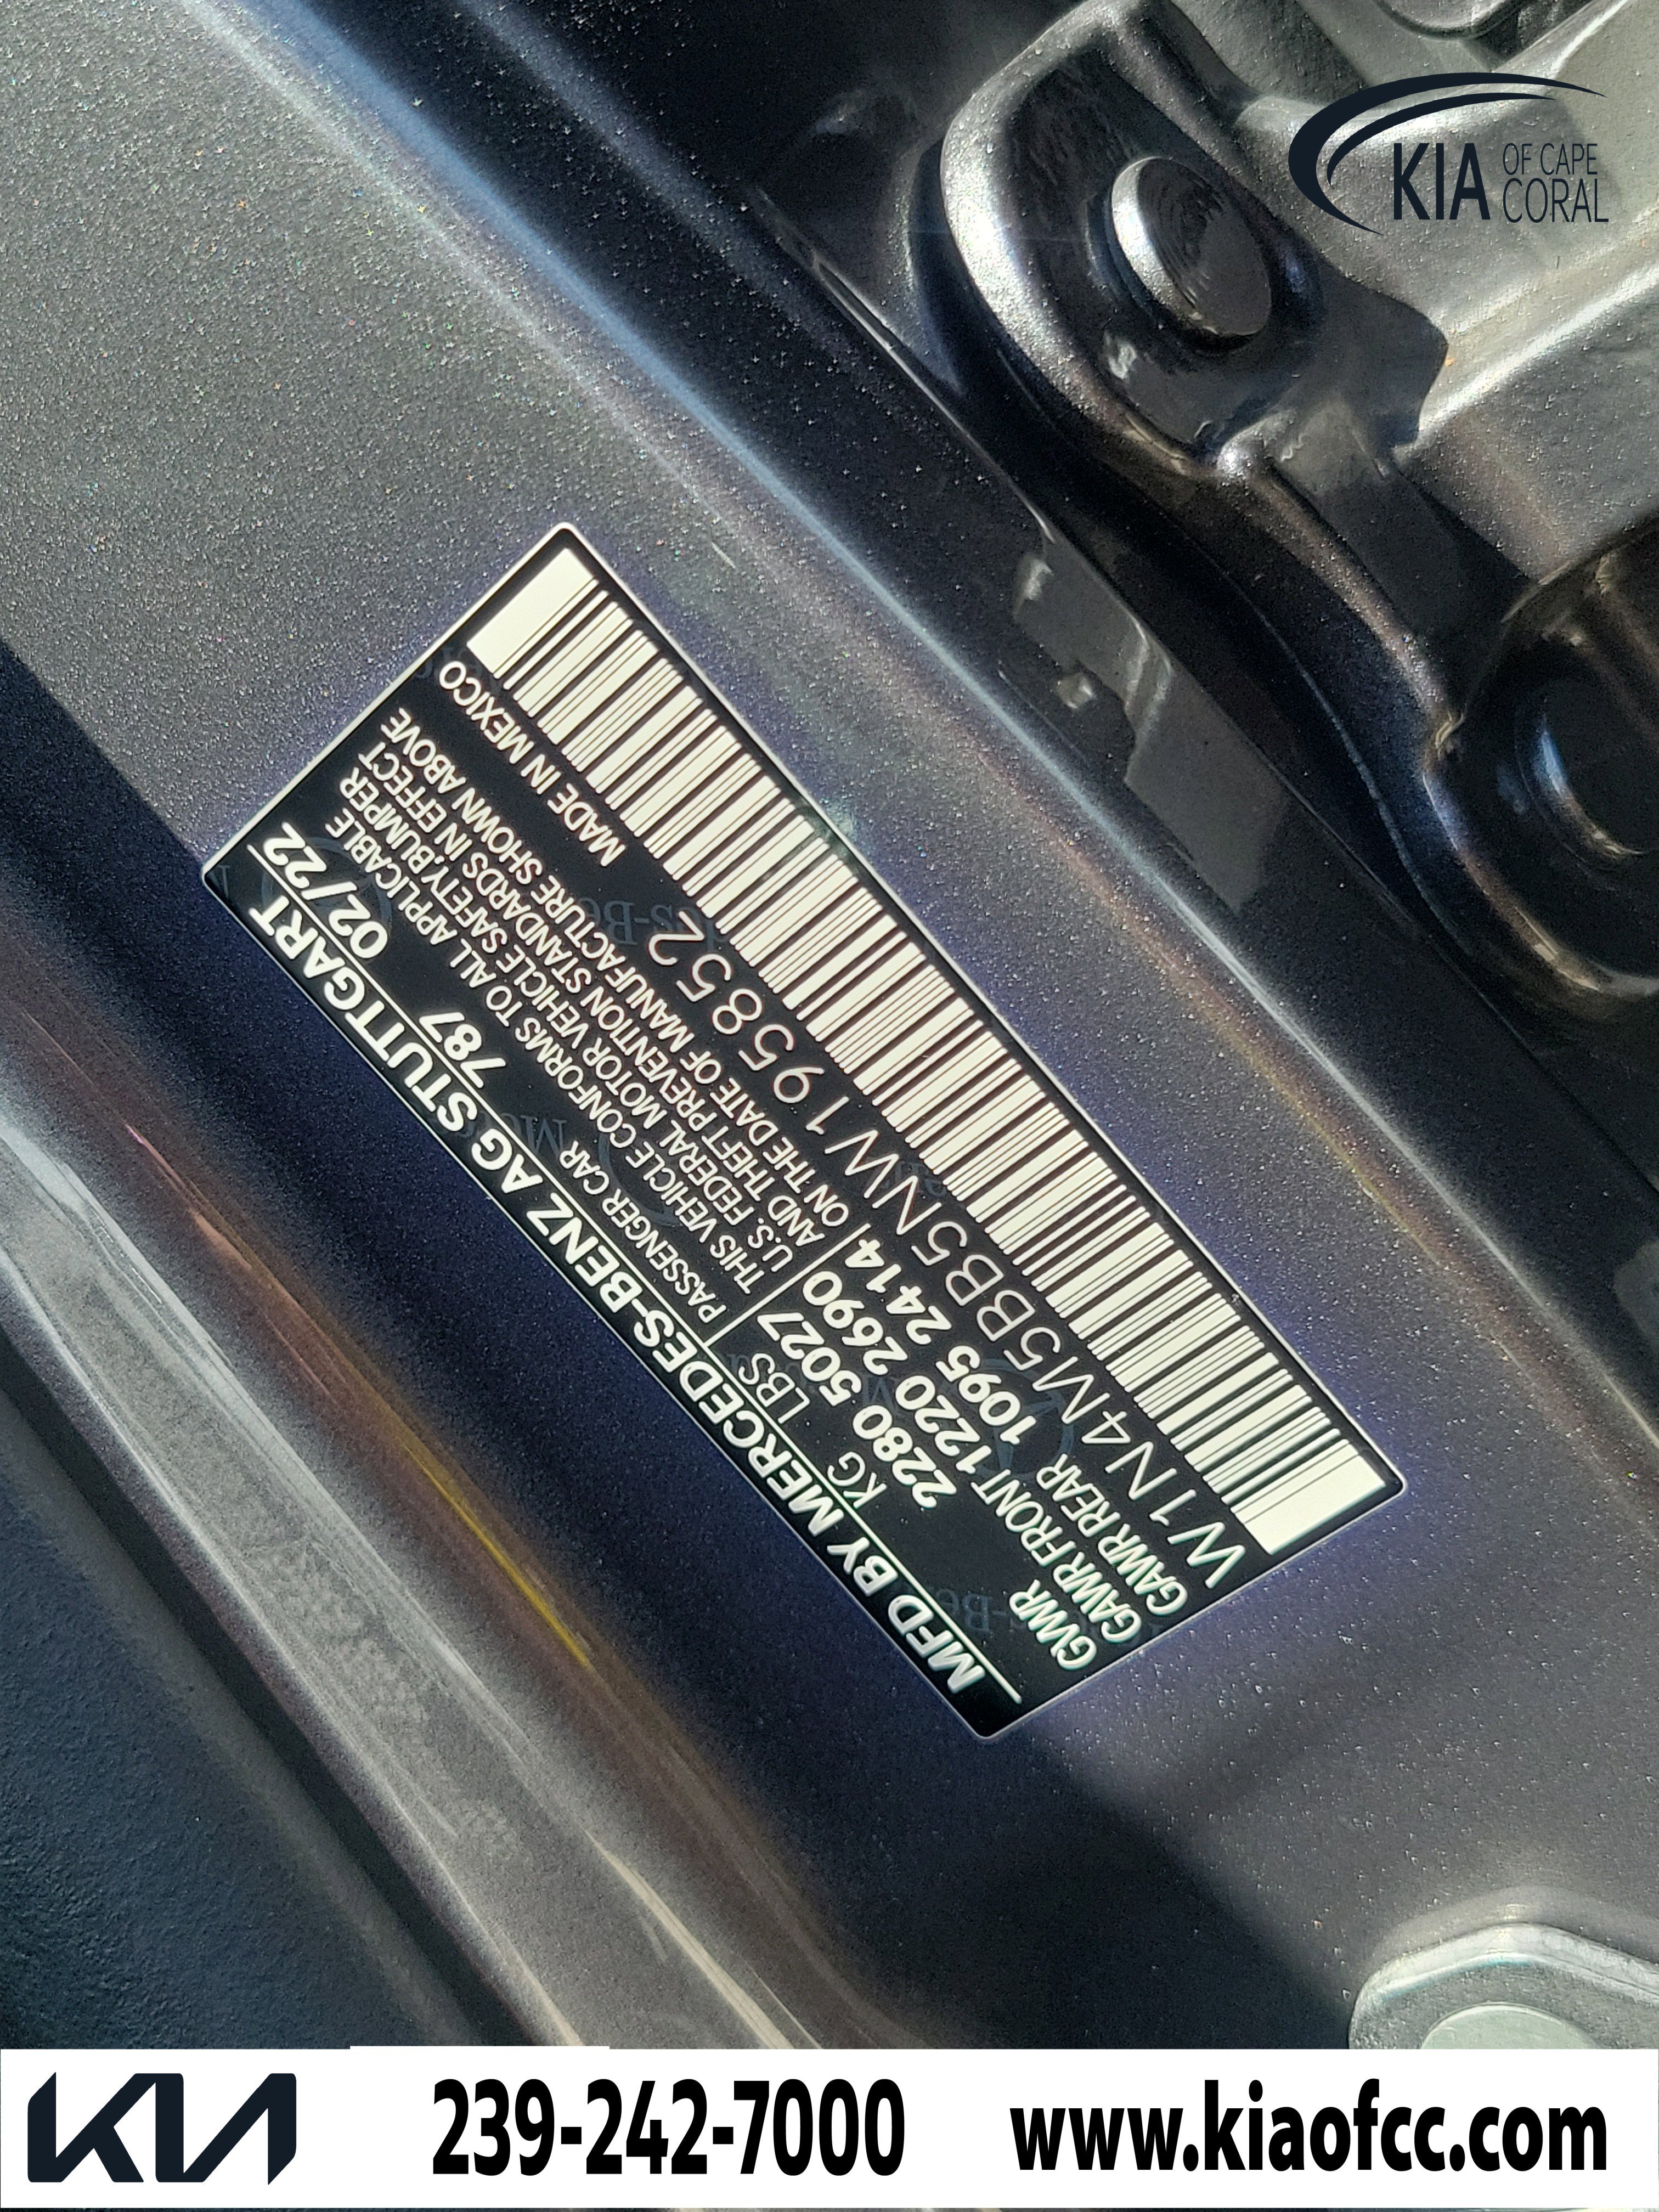 KIA OF CAPE CORAL
MFD BY MERCEDES-BENZ AG STUTTGART
KG LBS 787 02/22
GVWR 2280 5027
GAWR FRONT 1220 2690
GAWR REAR 1095 2414
PASSENGER CAR
THIS VEHICLE CONFORMS TO ALL APPLICABLE
U.S. FEDERAL MOTOR VEHICLE SAFETY,BUMPER
AND THEFT PREVENTION STANDARDS IN EFFECT
ON THE DATE OF MANUFACTURE SHOWN ABOVE
W1N4M5BB5NW195852
MADE IN MEXICO
KIA 239-242-7000 www.kiaofcc.com